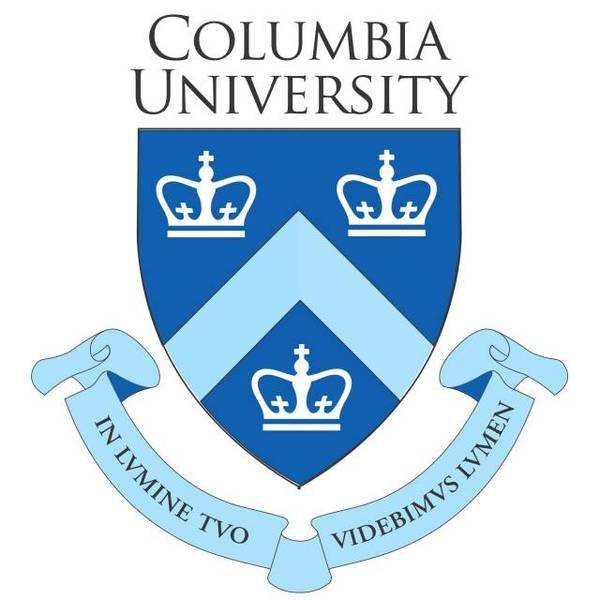 COLUMBIA
UNIVERSITY
IN LVMINE TVO
VIDEBIMVS LVMEN